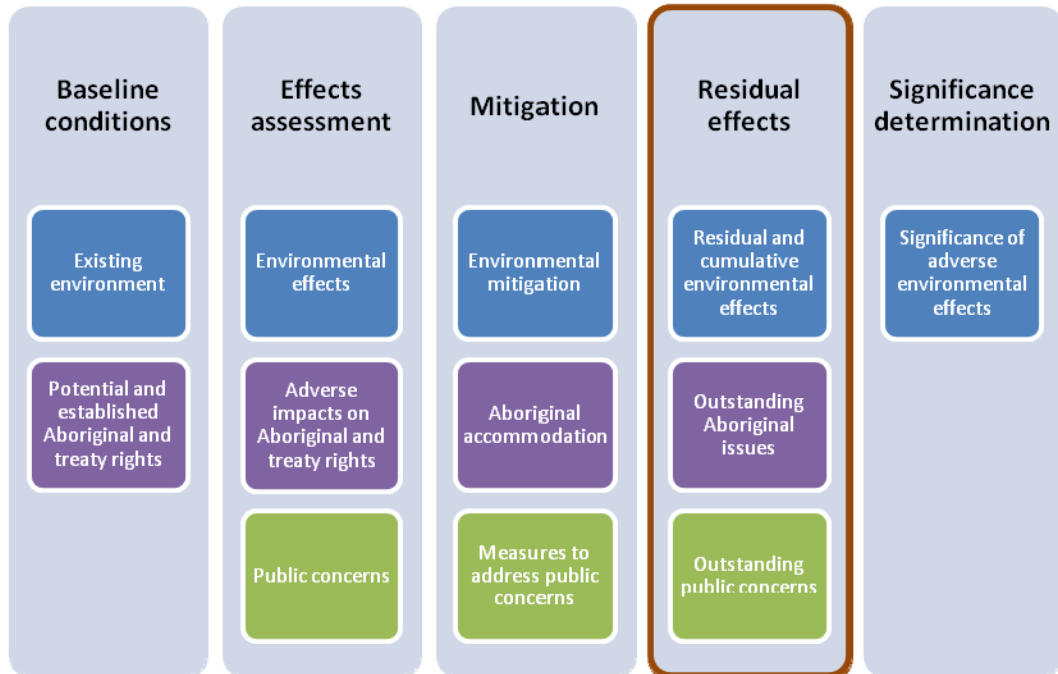 Baseline
conditions
Existing
environment
Potential and
established
Aboriginal and
treaty rights
Effects
assessment
Environmental
effects
Adverse
impacts on
Aboriginal and
treaty rights
Public concerns
Mitigation
Environmental
mitigation
Aboriginal
accommodation
Measures to
address public
concerns
Residual
effects
Residual and
cumulative
environmental
effects
Outstanding
Aboriginal
issues
Outstanding
public concerns
Significance
determination
Significance of
adverse
environmental
effects